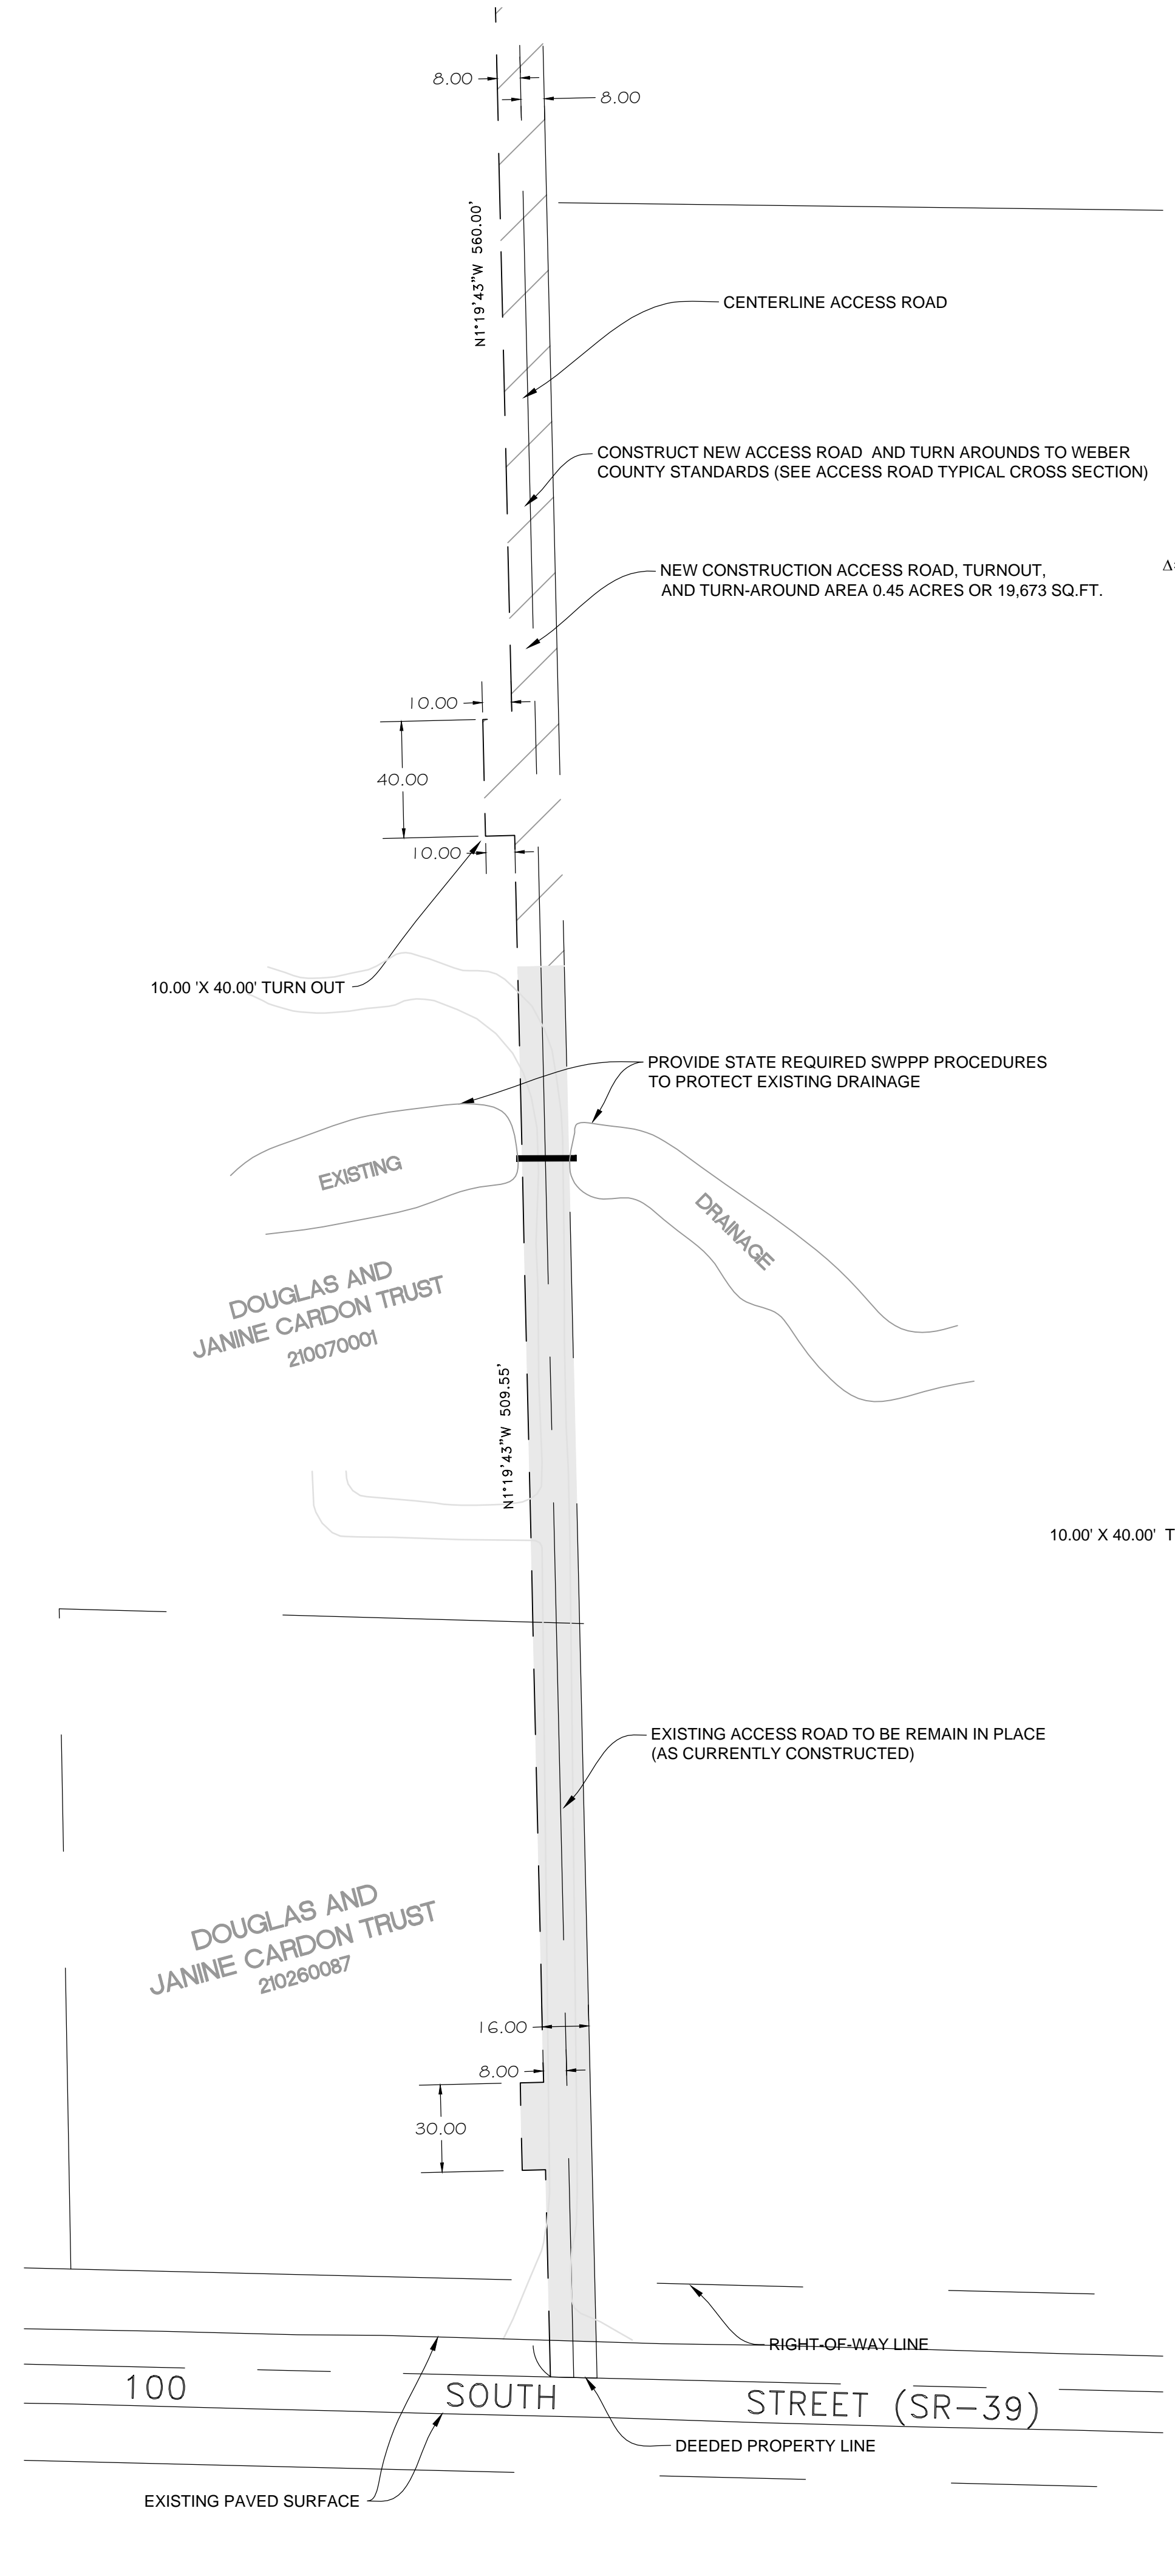 8.00
8.00
N1°19'43"W 560.00'
CENTERLINE ACCESS ROAD
CONSTRUCT NEW ACCESS ROAD AND TURN AROUNDS TO WEBER
COUNTY STANDARDS (SEE ACCESS ROAD TYPICAL CROSS SECTION)
Δ
NEW CONSTRUCTION ACCESS ROAD, TURNOUT,
AND TURN-AROUND AREA 0.45 ACRES OR 19,673 SQ.FT.
10.00
40.00
10.00
10.00 'X 40.00' TURN OUT
PROVIDE STATE REQUIRED SWPPP PROCEDURES
TO PROTECT EXISTING DRAINAGE
EXISTING
DRAINAGE
DOUGLAS AND
JANINE CARDON TRUST
210070001
N1°19'43"W 509.55'
10.00' X 40.00' T
EXISTING ACCESS ROAD TO BE REMAIN IN PLACE
(AS CURRENTLY CONSTRUCTED)
DOUGLAS AND
JANINE CARDON TRUST
210260087
16.00
8.00
30.00
RIGHT-OF-WAY LINE
100 SOUTH STREET (SR-39)
DEEDED PROPERTY LINE
EXISTING PAVED SURFACE